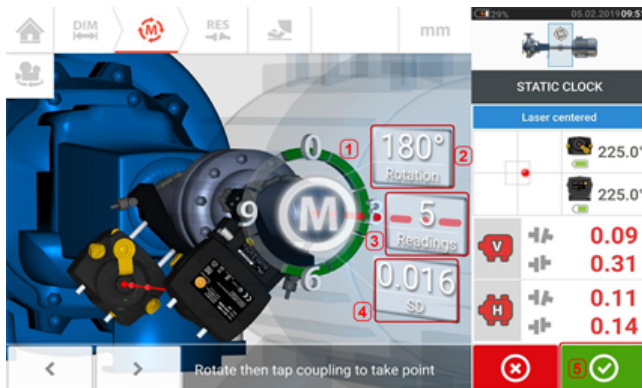 DIM
M
RES
mm
29%
05.02.2019 09:51
STATIC CLOCK
Laser centered
225.0°
225.0°
0
9
M
6
1
180°
Rotation
2
3
5
Readings
4
0.016
SD
V
0.09
0.31
H
0.11
0.14
Rotate then tap coupling to take point
5